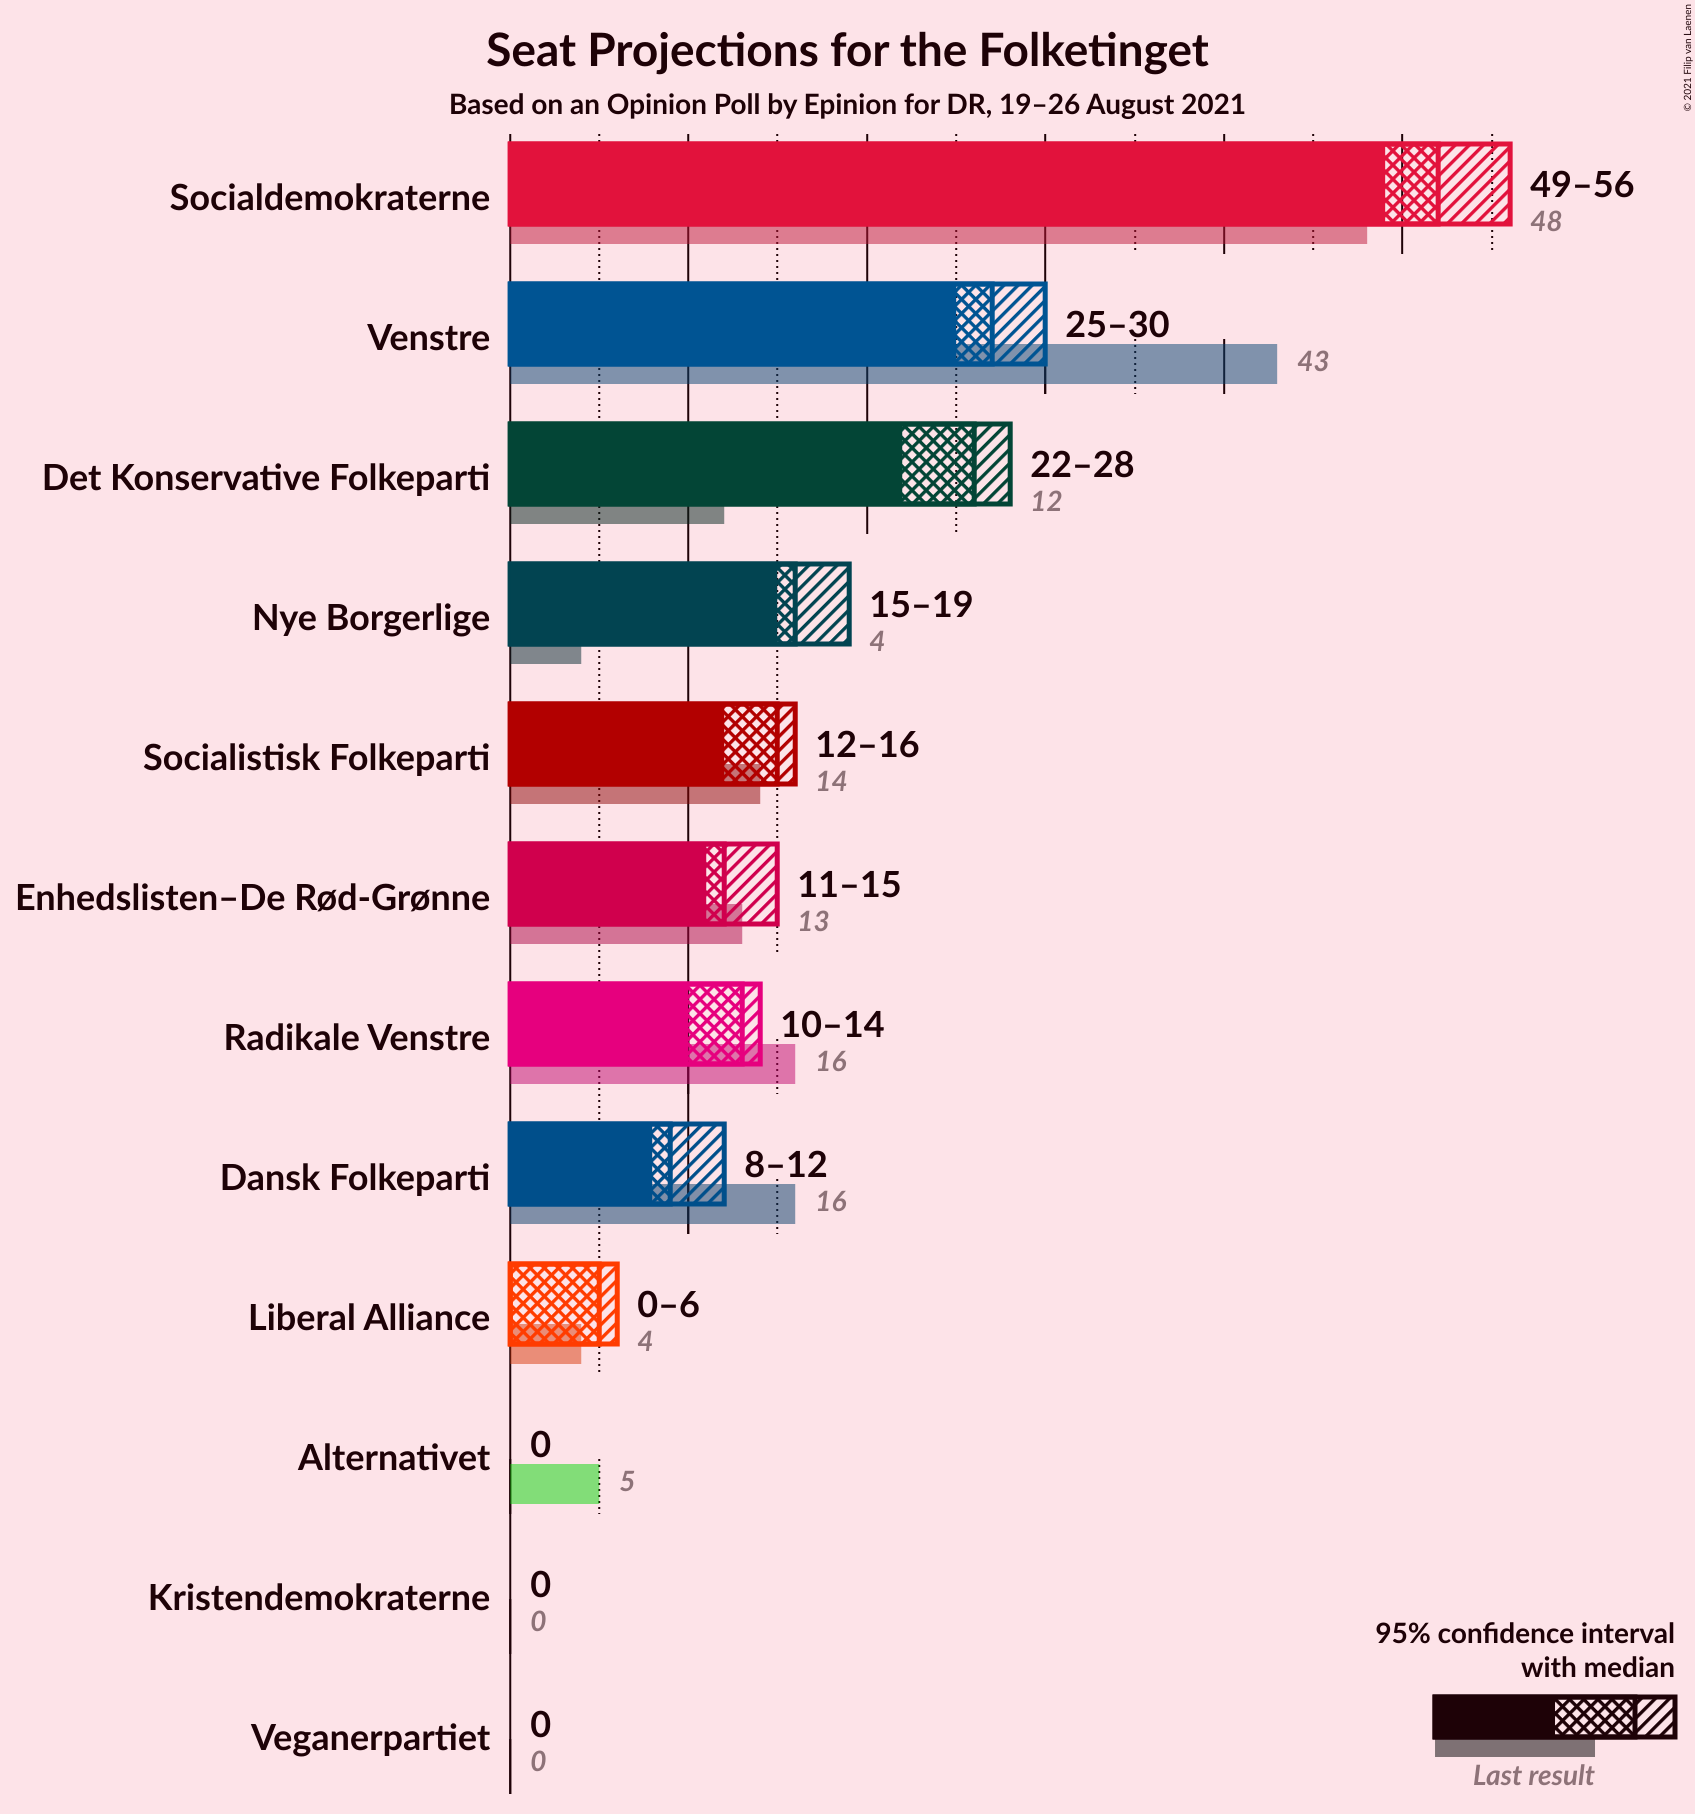 Seat Projections for the Folketinget
Based on an Opinion Poll by Epinion for DR, 19–26 August 2021
© 2021 Filip van Laenen
Socialdemokraterne
49–56
48
Venstre
25–30
43
Det Konservative Folkeparti
22–28
12
Nye Borgerlige
15–19
4
Socialistisk Folkeparti
12–16
14
Enhedslisten–De Rød-Grønne
11–15
13
Radikale Venstre
10–14
16
Dansk Folkeparti
8–12
16
Liberal Alliance
0–6
4
Alternativet
0
5
Kristendemokraterne
0
0
Veganerpartiet
0
0
95% confidence interval
with median
Last result